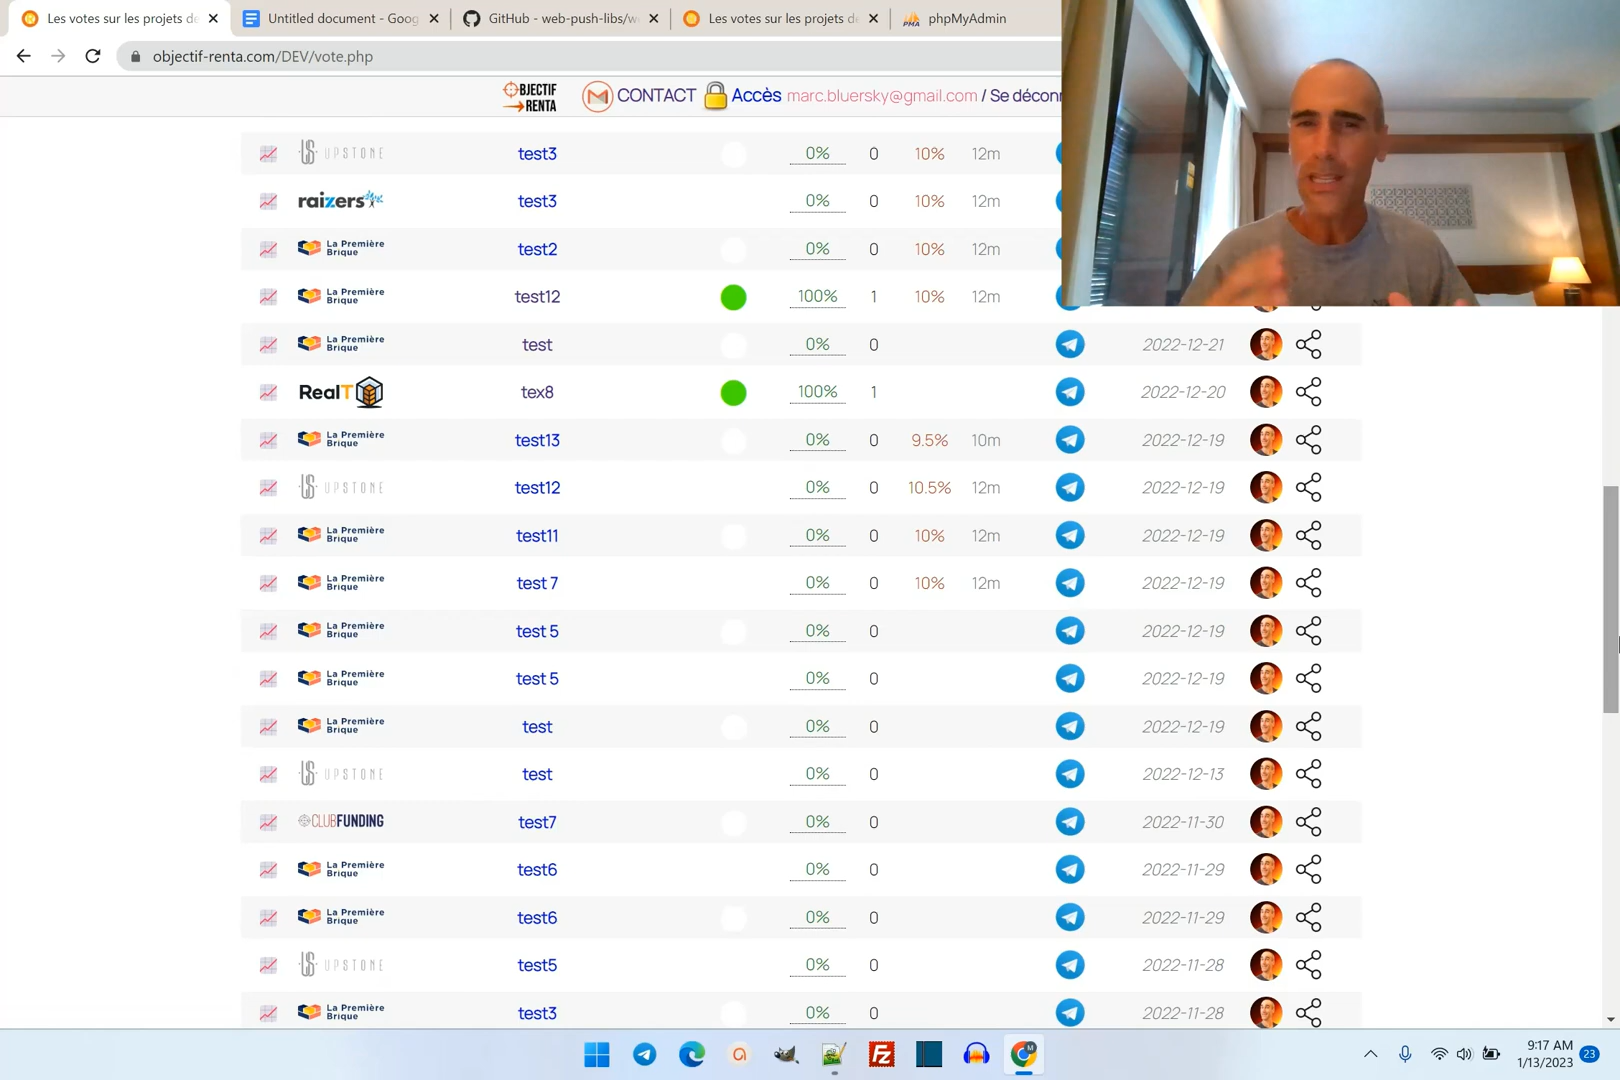 Les votes sur les projets de
Untitled document - Goog
GitHub - web-push-libs/we
Les votes sur les projets de
PMA phpMyAdmin
objectif-renta.com/DEV/vote.php
OBJECTIF RENTA CONTACT Accès marc.bluersky@gmail.com / Se déconn
UPSTONE test3 0% 0 10% 12m
raizers test3 0% 0 10% 12m
La Première Brique test2 0% 0 10% 12m
La Première Brique test12 100% 1 10% 12m
La Première Brique test 0% 0 2022-12-21
RealT tex8 100% 1 2022-12-20
La Première Brique test13 0% 0 9.5% 10m 2022-12-19
UPSTONE test12 0% 0 10.5% 12m 2022-12-19
La Première Brique test11 0% 0 10% 12m 2022-12-19
La Première Brique test 7 0% 0 10% 12m 2022-12-19
La Première Brique test 5 0% 0 2022-12-19
La Première Brique test 5 0% 0 2022-12-19
La Première Brique test 0% 0 2022-12-19
UPSTONE test 0% 0 2022-12-13
CLUBFUNDING test7 0% 0 2022-11-30
La Première Brique test6 0% 0 2022-11-29
La Première Brique test6 0% 0 2022-11-29
UPSTONE test5 0% 0 2022-11-28
La Première Brique test3 0% 0 2022-11-28
9:17 AM
1/13/2023 23